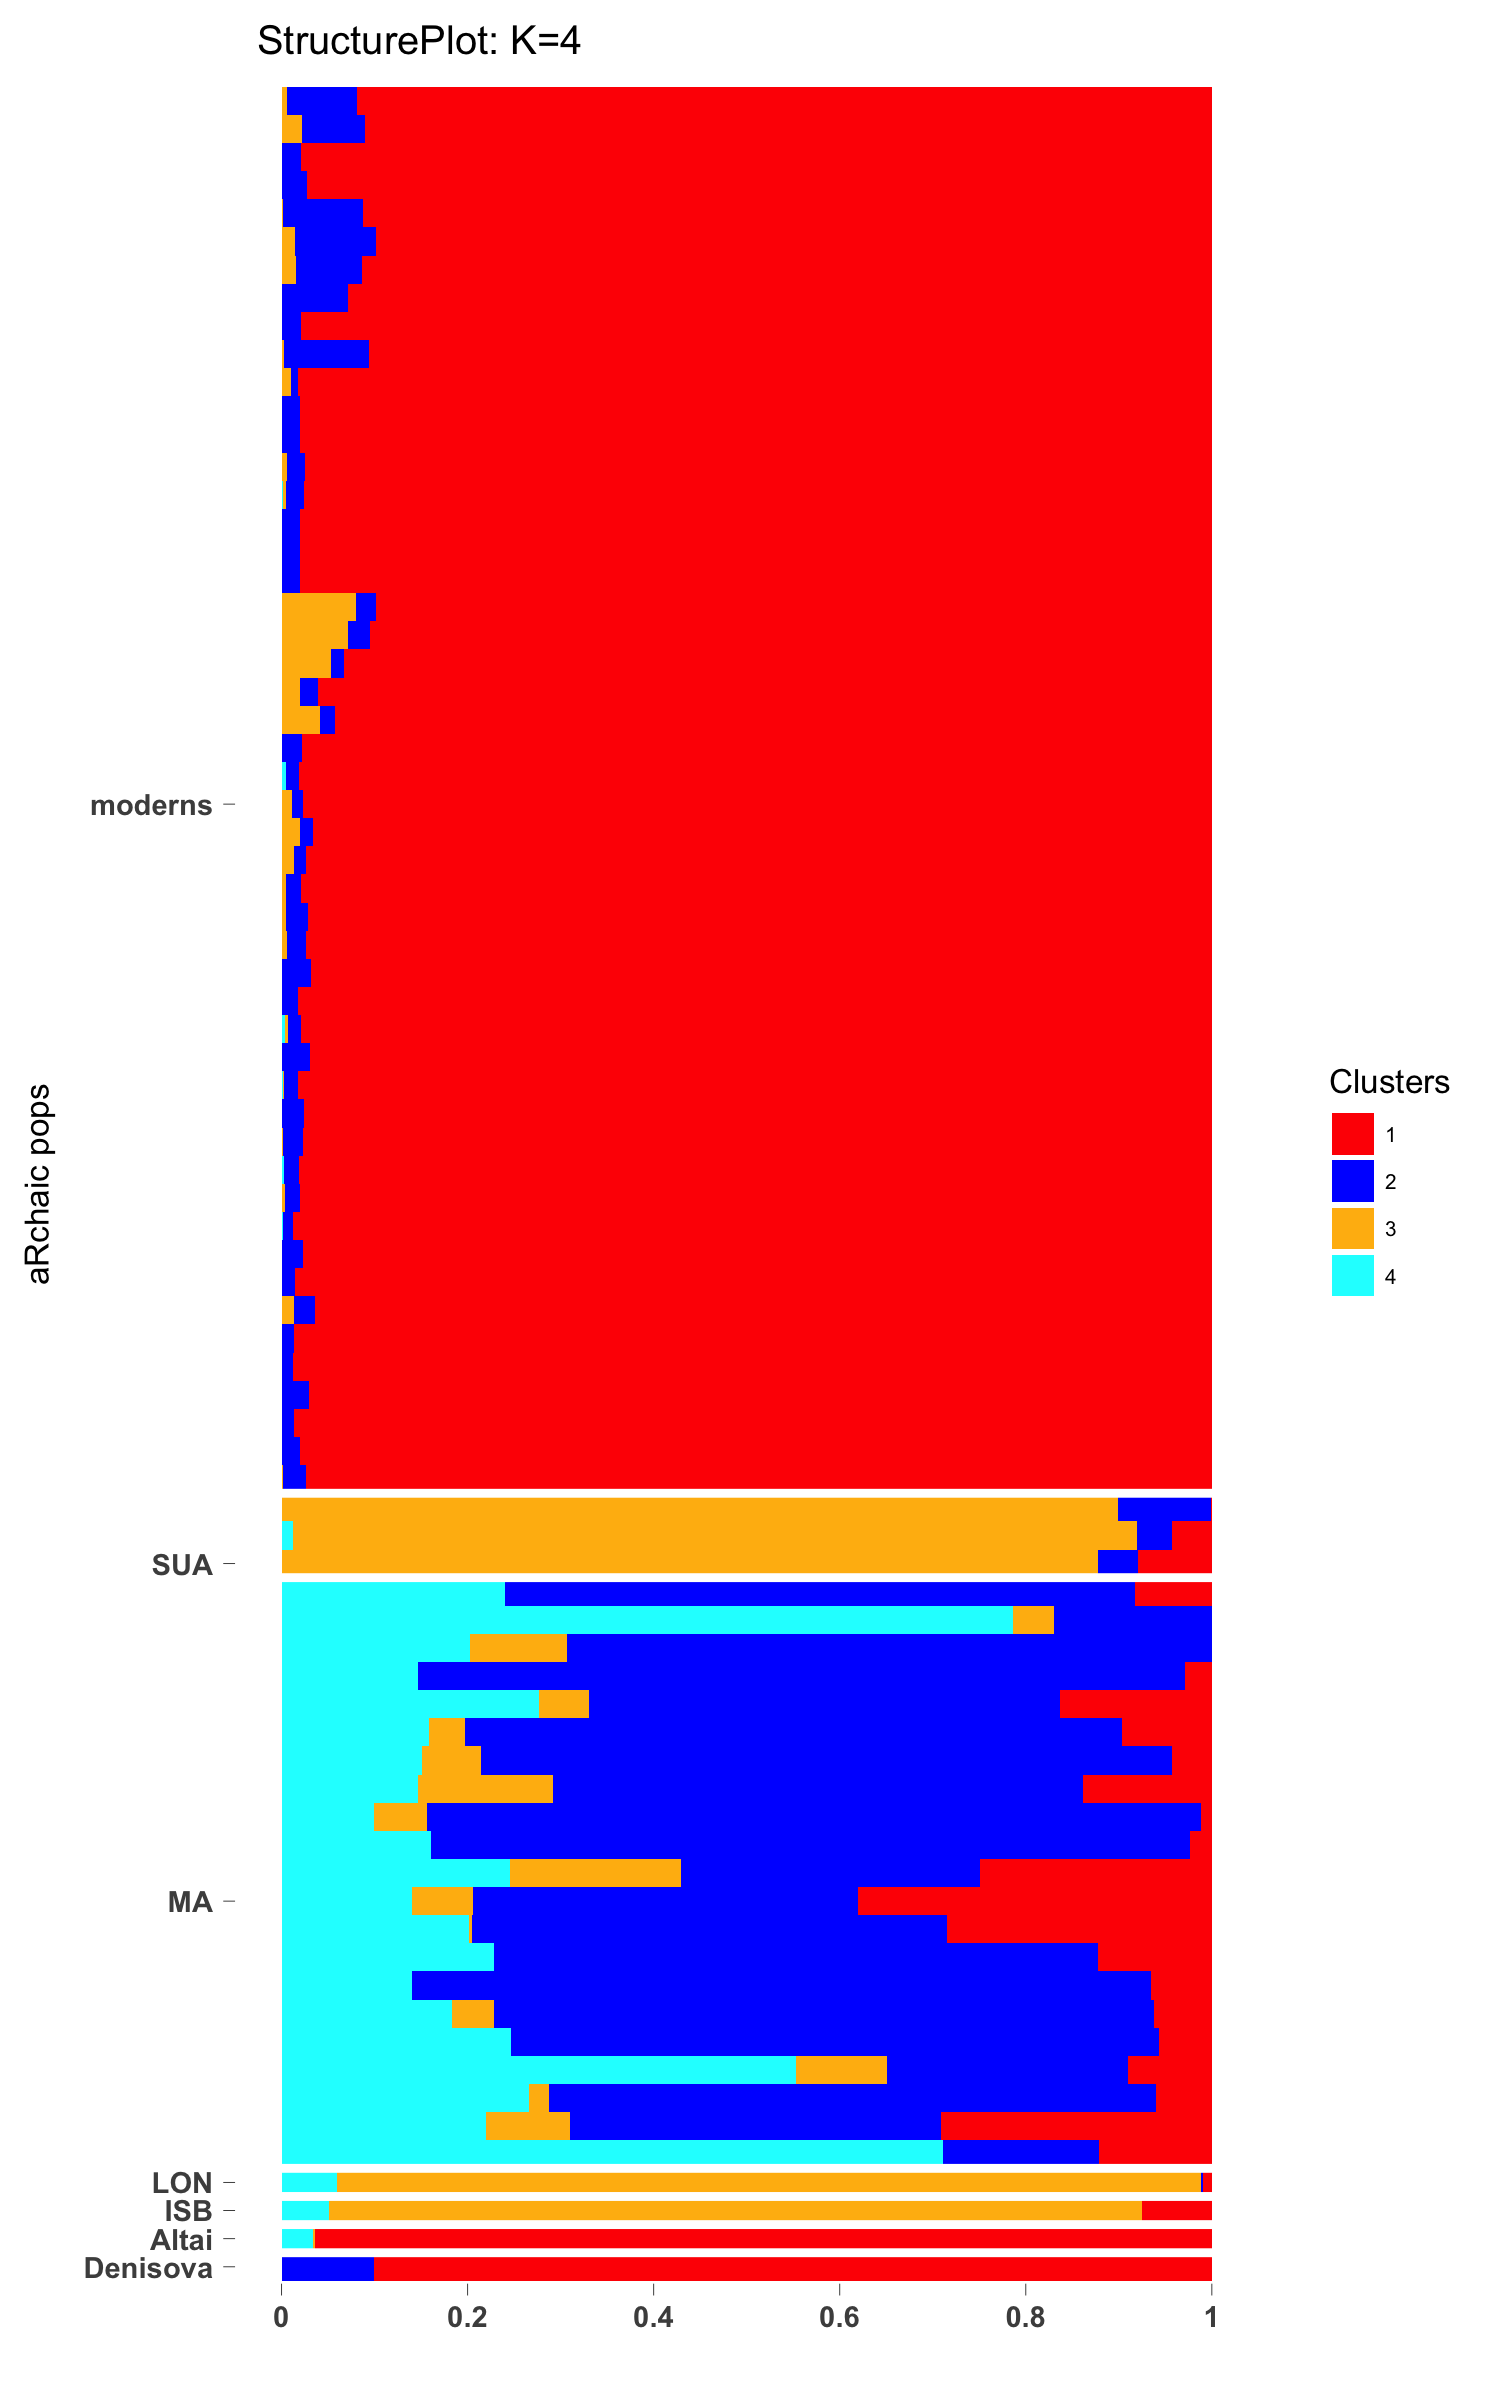 StructurePlot: K=4
aRchaic pops
moderns
SUA
MA
LON
ISB
Altai
Denisova
0 0.2 0.4 0.6 0.8 1
Clusters
1
2
3
4